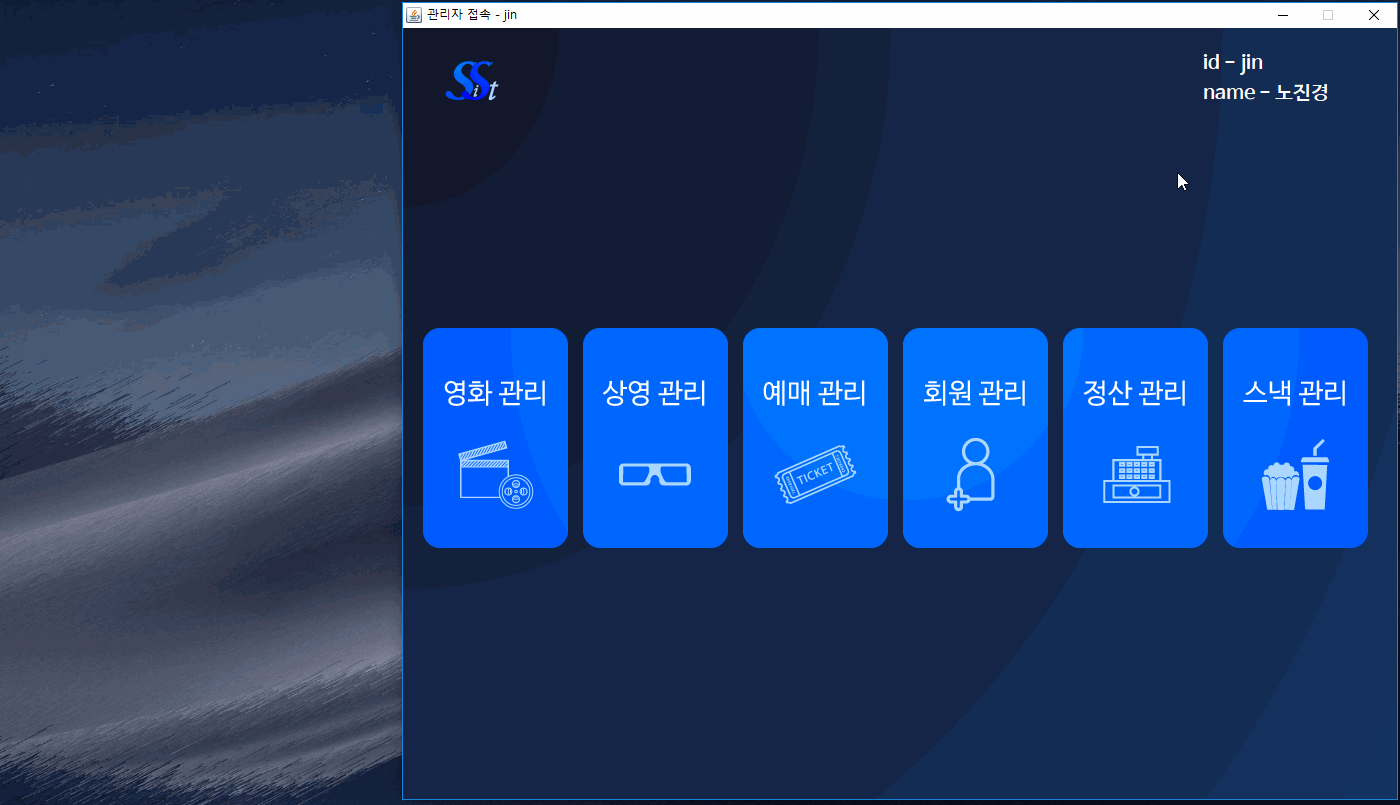 관리자 접속 - jin
SSit
id - jin
name - 노진경
영화 관리
상영 관리
예매 관리
회원 관리
정산 관리
스낵 관리
TICKET